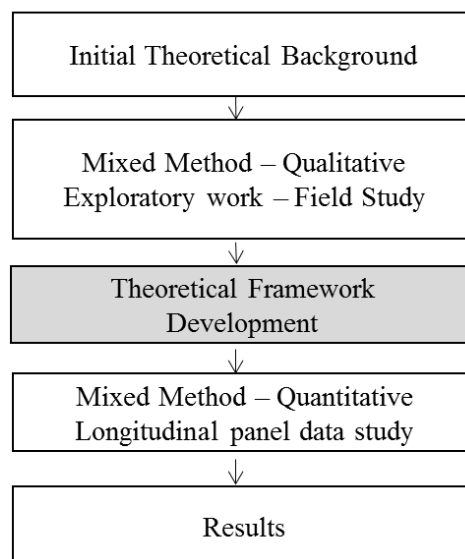 Initial Theoretical Background
Mixed Method – Qualitative
Exploratory work – Field Study
Theoretical Framework
Development
Mixed Method – Quantitative
Longitudinal panel data study
Results